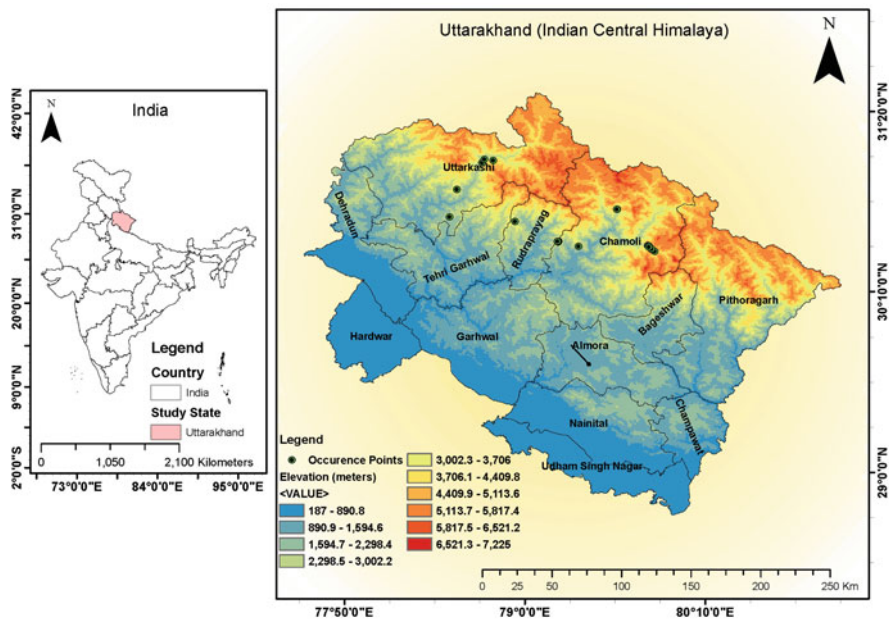 N
India
42°0'0"N
31°0'0"N
20°0'0"N
9°0'0"N
2°0'0"S
Legend
Country
India
Study State
Uttarakhand
0 1,050 2,100 Kilometers
73°0'0"E 84°0'0"E 95°0'0"E
Uttarakhand (Indian Central Himalaya)
N
31°20'0"N
30°10'0"N
29°0'0"N
Uttarkashi
Dehradun
Rudraprayag
Chamoli
Tehri Garhwal
Pithoragarh
Bageshwar
Hardwar
Garhwal
Almora
Nainital
Champawat
Udham Singh Nagar
Legend
Occurence Points
Elevation (meters)
<VALUE>
187 - 890.8
890.9 - 1,594.6
1,594.7 - 2,298.4
2,298.5 - 3,002.2
3,002.3 - 3,706
3,706.1 - 4,409.8
4,409.9 - 5,113.6
5,113.7 - 5,817.4
5,817.5 - 6,521.2
6,521.3 - 7,225
0 50 100 150 200 250 Km
77°50'0"E 79°0'0"E 80°10'0"E